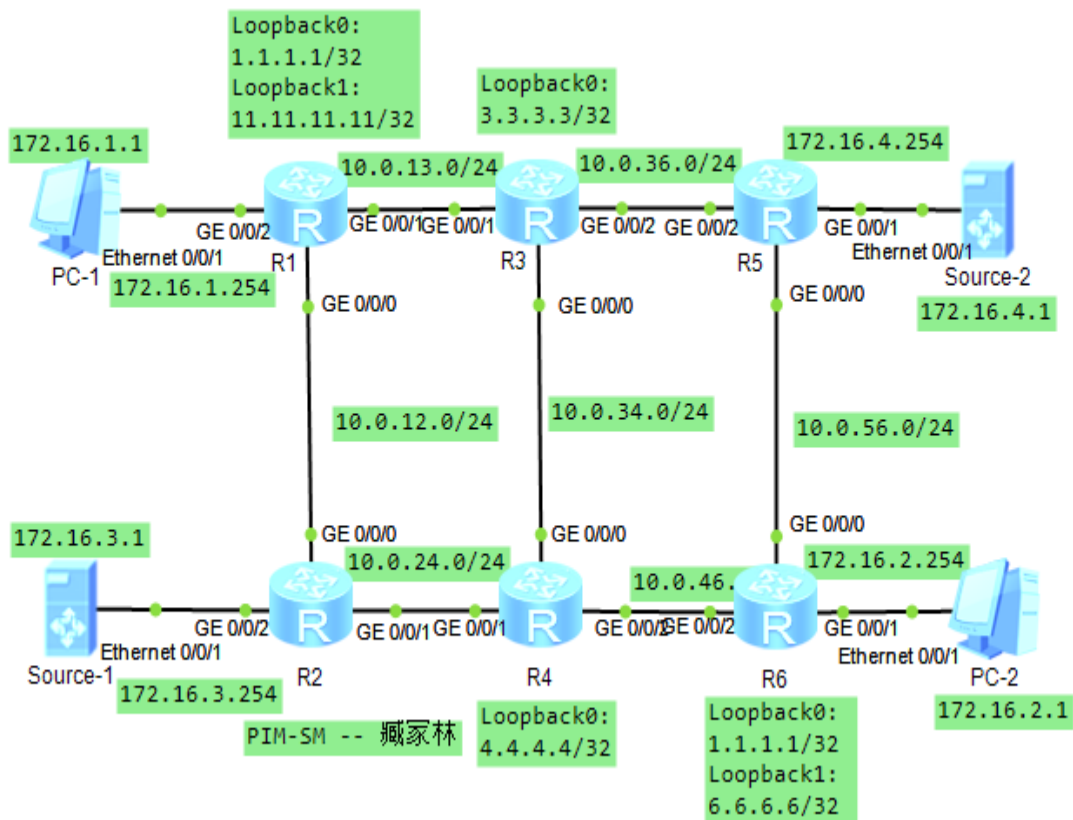 Loopback0:
1.1.1.1/32
Loopback1:
11.11.11.11/32
Loopback0:
3.3.3.3/32
172.16.1.1
10.0.13.0/24
10.0.36.0/24
172.16.4.254
R
R
R
GE 0/0/2
GE 0/0/1
GE 0/0/1
GE 0/0/2
GE 0/0/2
GE 0/0/1
Ethernet 0/0/1
Ethernet 0/0/1
PC-1
R1
R3
R5
Source-2
172.16.1.254
172.16.4.1
GE 0/0/0
GE 0/0/0
GE 0/0/0
10.0.12.0/24
10.0.34.0/24
10.0.56.0/24
GE 0/0/0
GE 0/0/0
GE 0/0/0
172.16.3.1
10.0.24.0/24
10.0.46.
172.16.2.254
R
R
R
GE 0/0/2
GE 0/0/1
GE 0/0/1
GE 0/0/2
GE 0/0/2
GE 0/0/1
Ethernet 0/0/1
Ethernet 0/0/1
Source-1
R2
R4
R6
PC-2
172.16.3.254
172.16.2.1
PIM-SM -- 臧冢林
Loopback0:
4.4.4.4/32
Loopback0:
1.1.1.1/32
Loopback1:
6.6.6.6/32